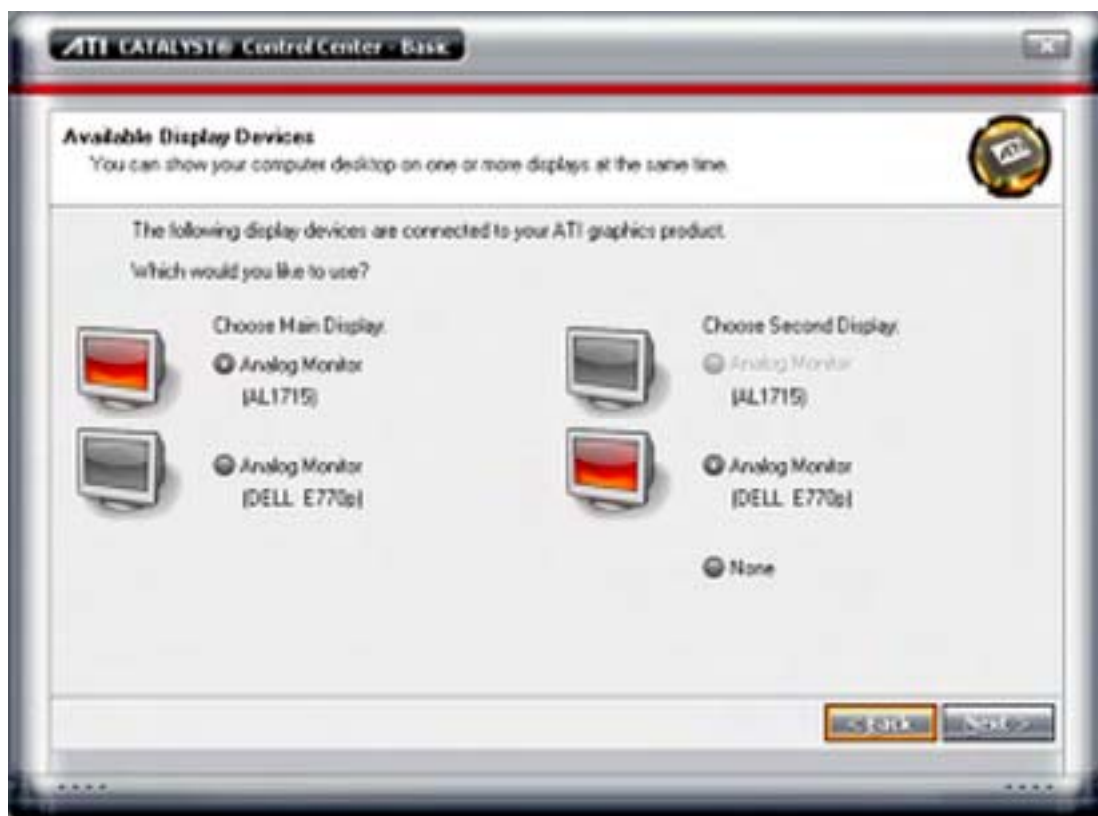 ATI CATALYST® Control Center - Basic
Available Display Devices
You can show your computer desktop on one or more displays at the same time.
ATI
The following display devices are connected to your ATI graphics product.
Which would you like to use?
Choose Main Display:
Analog Monitor
(AL1715)
Analog Monitor
(DELL E770p)
Choose Second Display:
Analog Monitor
(AL1715)
Analog Monitor
(DELL E770p)
None
< Back
Next >